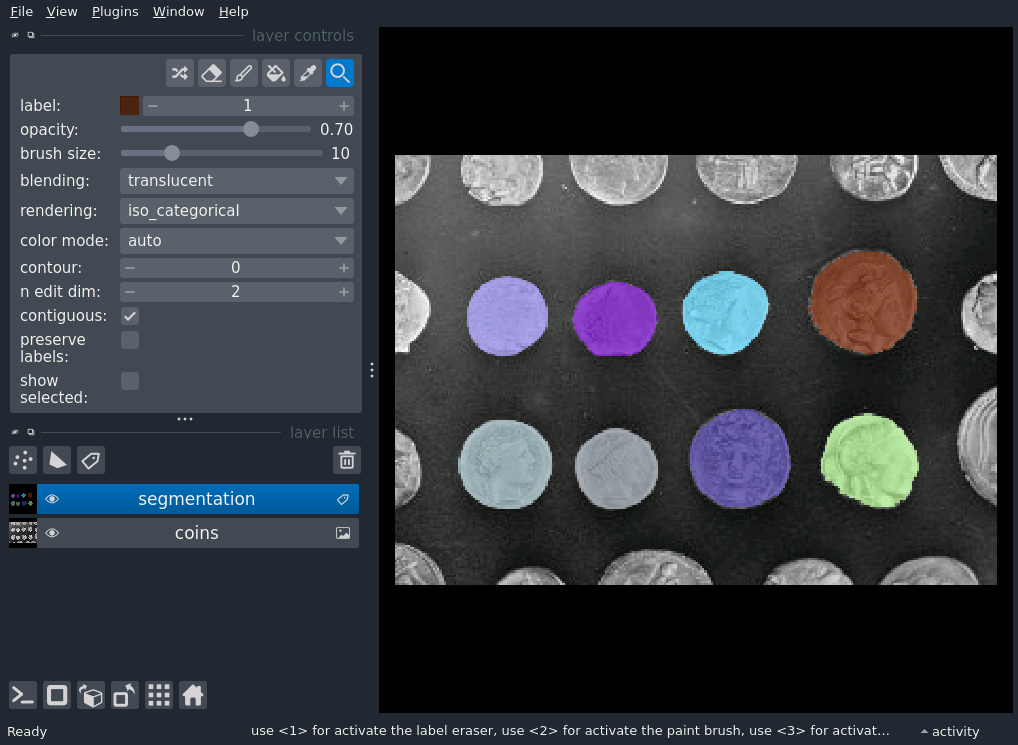 File View Plugins Window Help
layer controls
label: 1
opacity: 0.70
brush size: 10
blending: translucent
rendering: iso_categorical
color mode: auto
contour: 0
n edit dim: 2
contiguous:
preserve
labels:
show
selected:
layer list
segmentation
coins
Ready use <1> for activate the label eraser, use <2> for activate the paint brush, use <3> for activat... activity